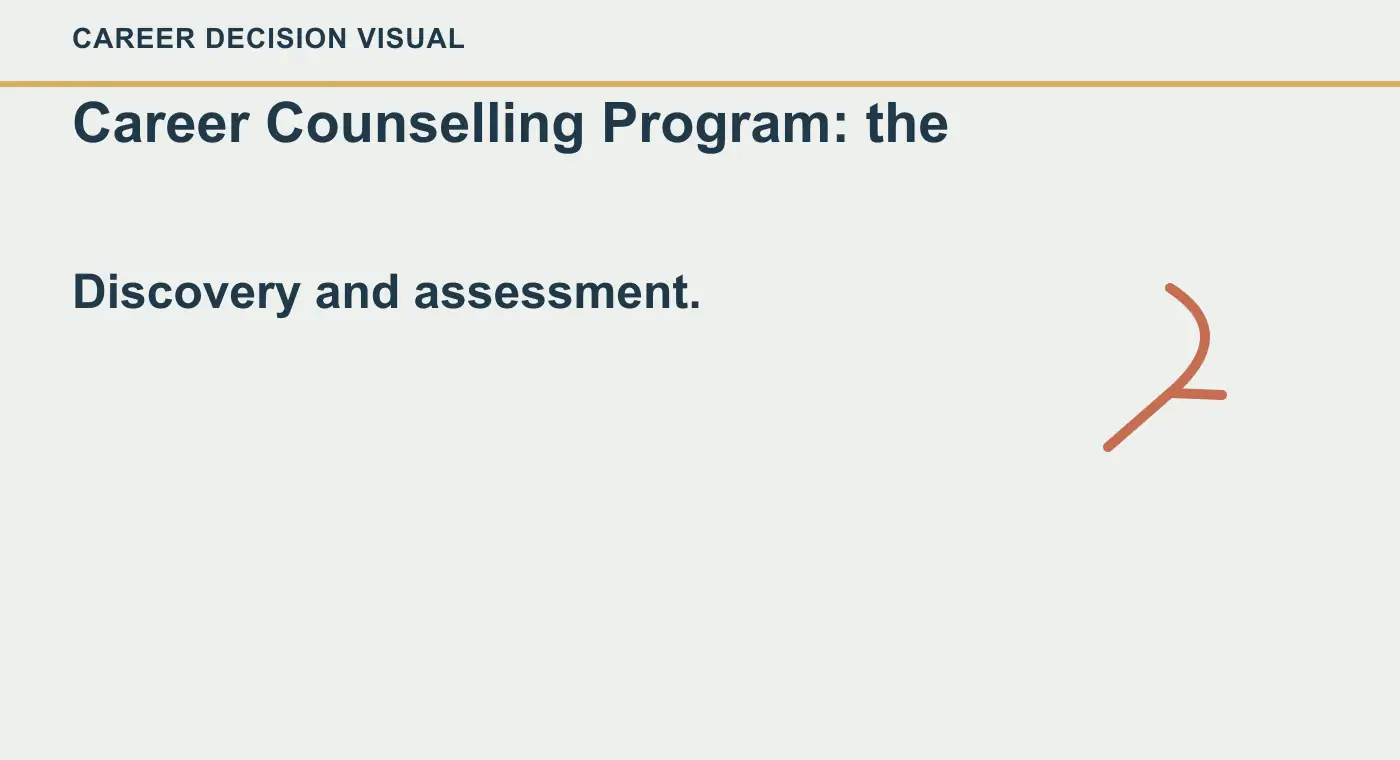 CAREER DECISION VISUAL
Career Counselling Program: the
Discovery and assessment.